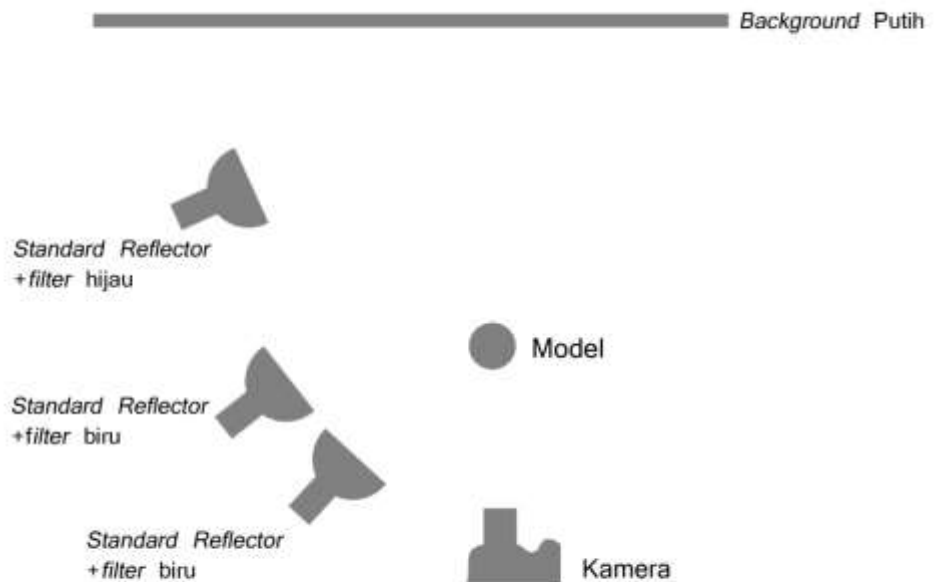 Background Putih
Standard Reflector
+filter hijau
Model
Standard Reflector
+filter biru
Standard Reflector
+filter biru
Kamera